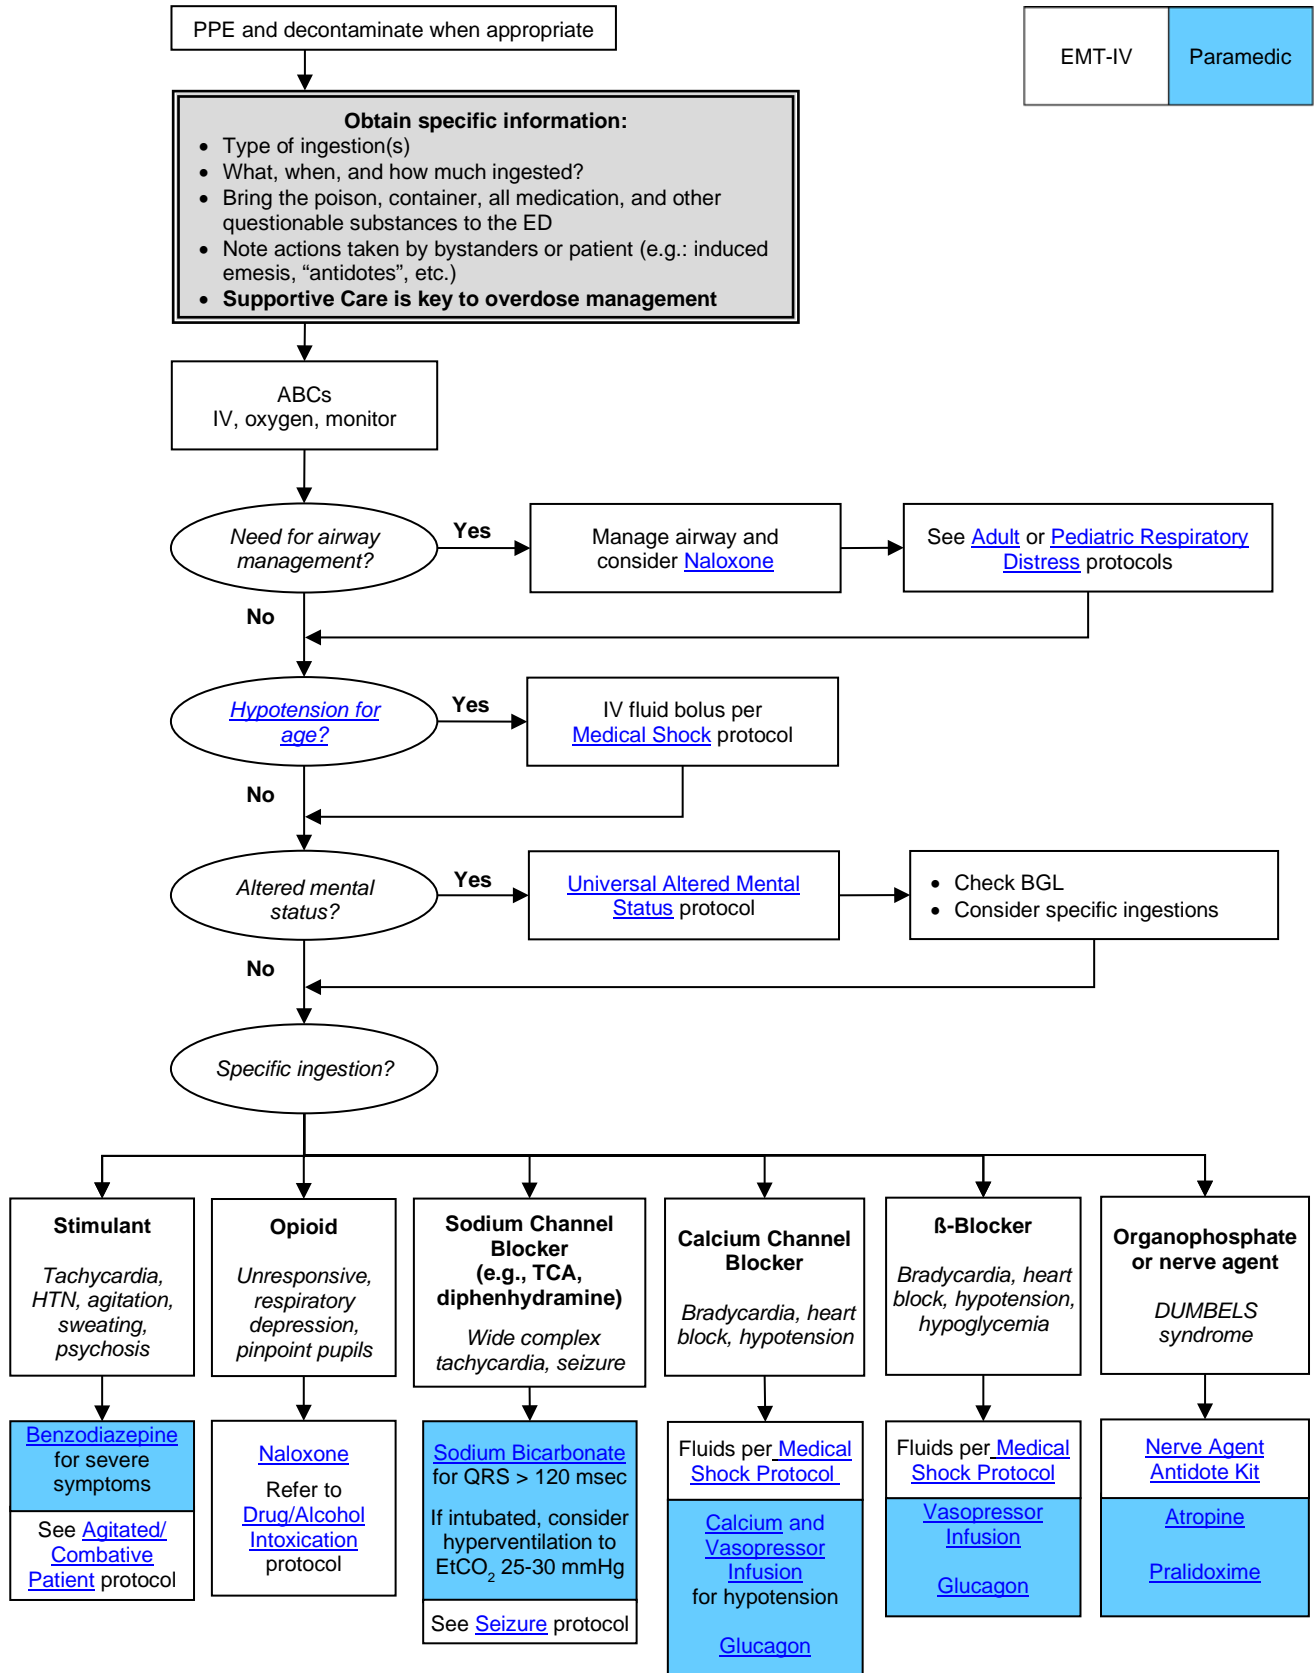 PPE and decontaminate when appropriate
EMT-IV
Paramedic
Obtain specific information:
• Type of ingestion(s)
• What, when, and how much ingested?
• Bring the poison, container, all medication, and other
questionable substances to the ED
• Note actions taken by bystanders or patient (e.g.: induced
emesis, “antidotes”, etc.)
• Supportive Care is key to overdose management
ABCs
IV, oxygen, monitor
Need for airway
management?
Yes
Manage airway and
consider Naloxone
See Adult or Pediatric Respiratory
Distress protocols
No
Hypotension for
age?
Yes
IV fluid bolus per
Medical Shock protocol
No
Altered mental
status?
Yes
Universal Altered Mental
Status protocol
• Check BGL
• Consider specific ingestions
No
Specific ingestion?
Stimulant
Tachycardia,
HTN, agitation,
sweating,
psychosis
Benzodiazepine
for severe
symptoms
See Agitated/
Combative
Patient protocol
Opioid
Unresponsive,
respiratory
depression,
pinpoint pupils
Naloxone
Refer to
Drug/Alcohol
Intoxication
protocol
Sodium Channel
Blocker
(e.g., TCA,
diphenhydramine)
Wide complex
tachycardia, seizure
Sodium Bicarbonate
for QRS > 120 msec
If intubated, consider
hyperventilation to
EtCO₂ 25-30 mmHg
See Seizure protocol
Calcium Channel
Blocker
Bradycardia, heart
block, hypotension
Fluids per Medical
Shock Protocol
Calcium and
Vasopressor
Infusion
for hypotension
Glucagon
ß-Blocker
Bradycardia, heart
block, hypotension,
hypoglycemia
Fluids per Medical
Shock Protocol
Vasopressor
Infusion
Glucagon
Organophosphate
or nerve agent
DUMBELS
syndrome
Nerve Agent
Antidote Kit
Atropine
Pralidoxime